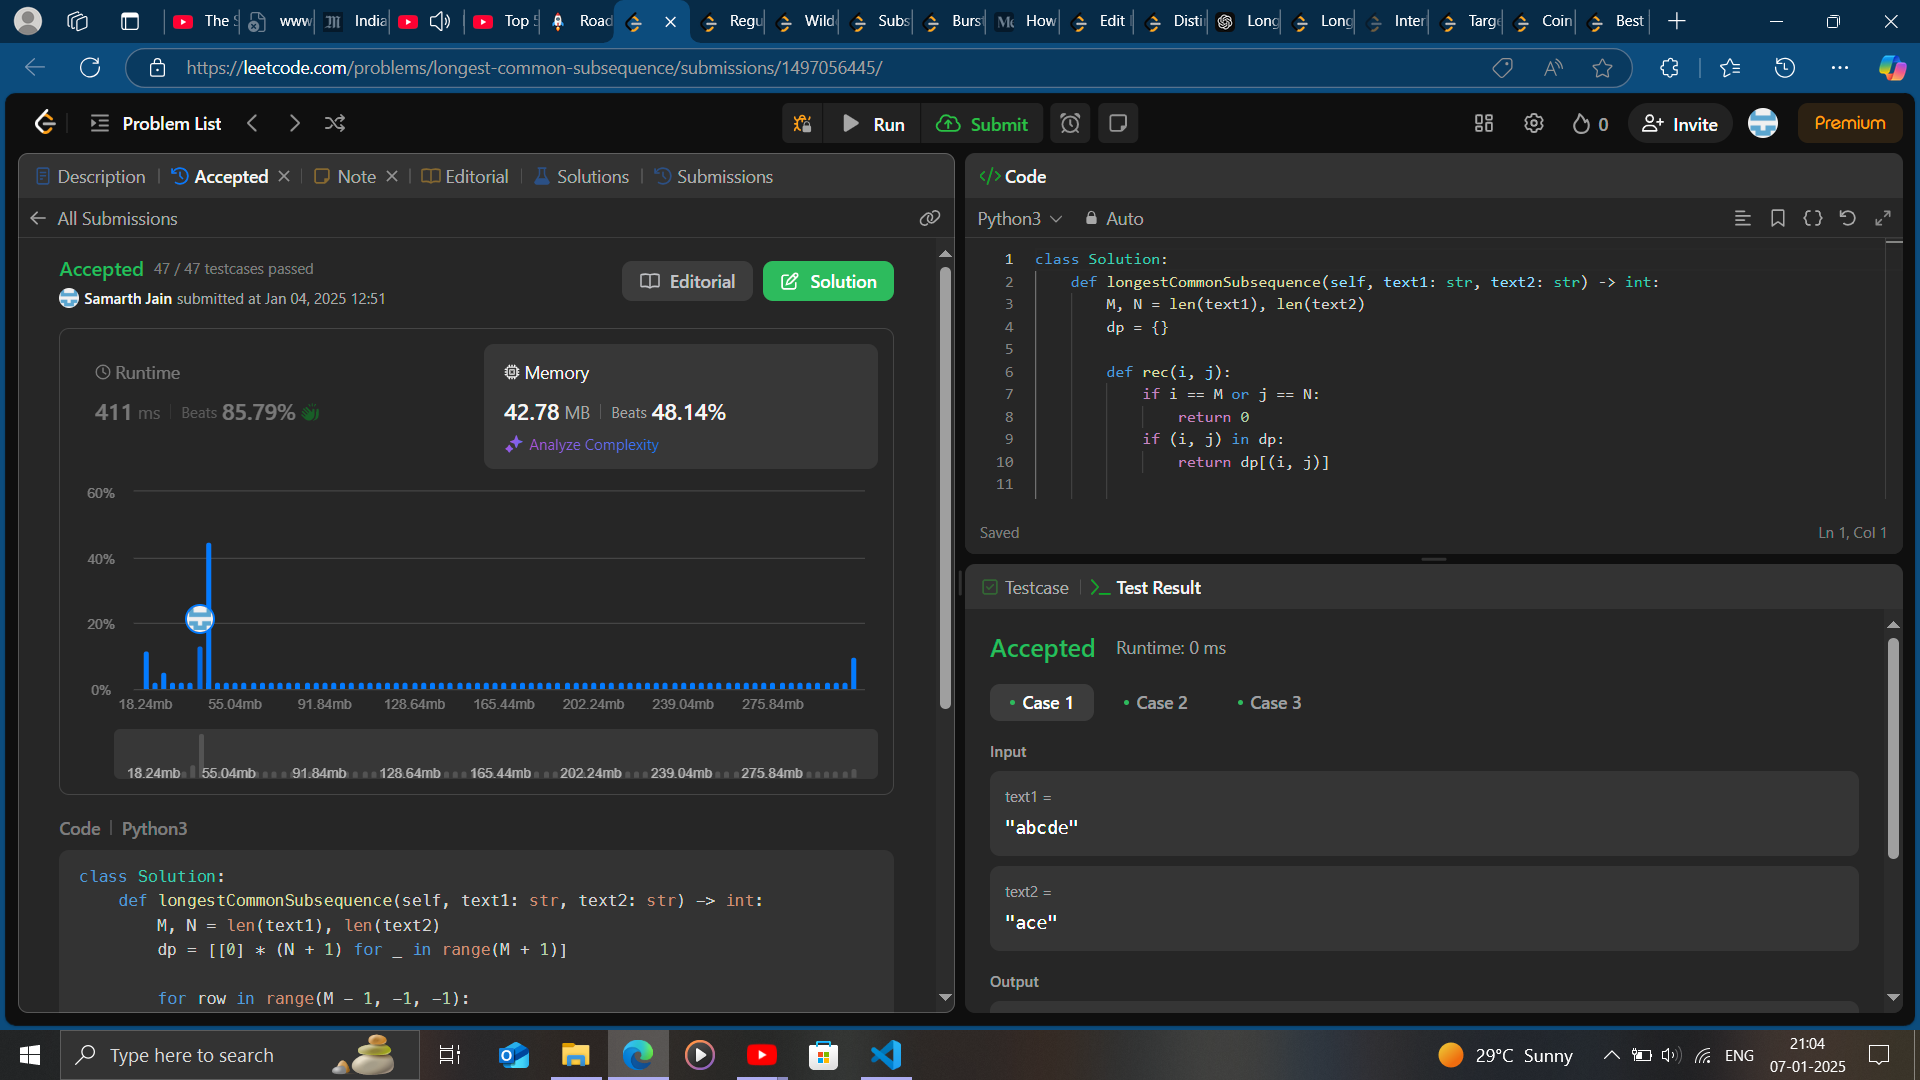 The S
www
India
Top 5
Road
Regu
Wild
Subs
Burst
How
Edit
Distin
Long
Long
Inter
Targe
Coin
Best
https://leetcode.com/problems/longest-common-subsequence/submissions/1497056445/
Problem List
Run
Submit
0
Invite
Premium
Description
Accepted
Note
Editorial
Solutions
Submissions
All Submissions
Accepted 47 / 47 testcases passed
Samarth Jain submitted at Jan 04, 2025 12:51
Editorial
Solution
Runtime
411 ms Beats 85.79%
Memory
42.78 MB Beats 48.14%
Analyze Complexity
60%
40%
20%
0%
18.24mb 55.04mb 91.84mb 128.64mb 165.44mb 202.24mb 239.04mb 275.84mb
18.24mb 55.04mb 91.84mb 128.64mb 165.44mb 202.24mb 239.04mb 275.84mb
Code Python3
class Solution:
def longestCommonSubsequence(self, text1: str, text2: str) -> int:
M, N = len(text1), len(text2)
dp = [[0] * (N + 1) for _ in range(M + 1)]
for row in range(M - 1, -1, -1):
</> Code
Python3 Auto
1 class Solution:
2 def longestCommonSubsequence(self, text1: str, text2: str) -> int:
3 M, N = len(text1), len(text2)
4 dp = {}
5
6 def rec(i, j):
7 if i == M or j == N:
8 return 0
9 if (i, j) in dp:
10 return dp[(i, j)]
11
Saved
Ln 1, Col 1
Testcase
Test Result
Accepted Runtime: 0 ms
Case 1
Case 2
Case 3
Input
text1 =
"abcde"
text2 =
"ace"
Output
Type here to search
29°C Sunny
ENG
21:04
07-01-2025